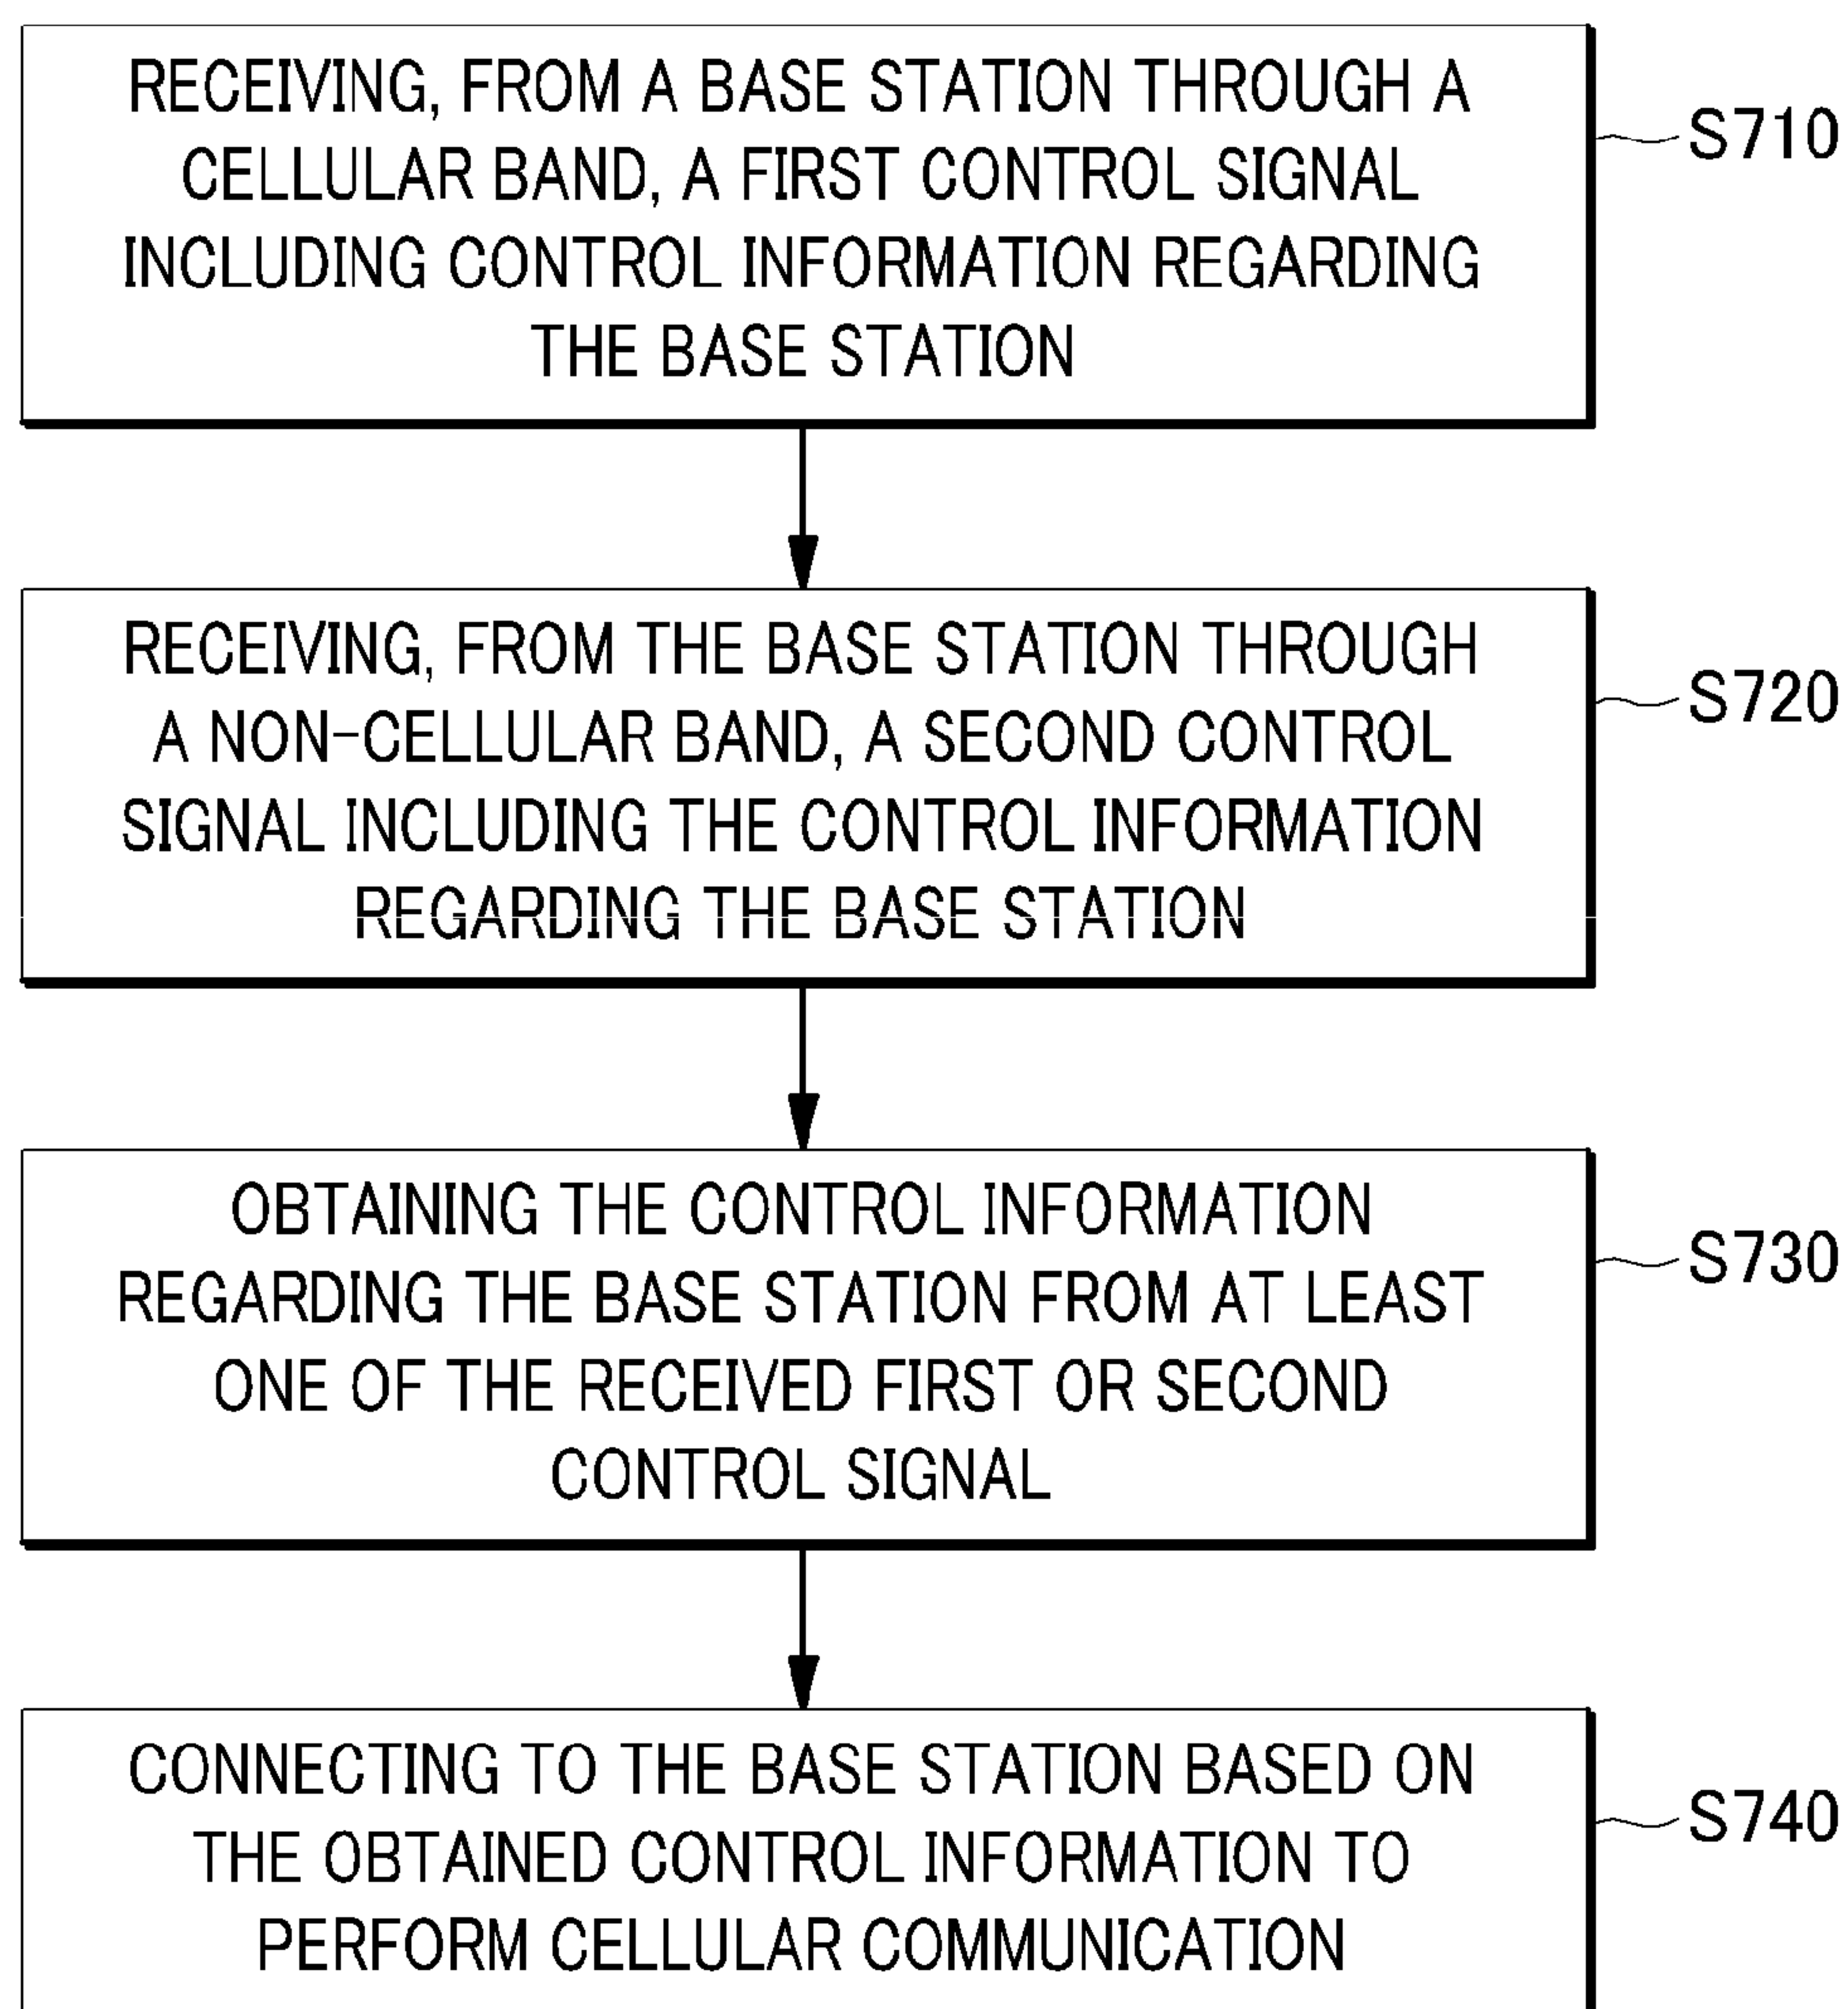 RECEIVING, FROM A BASE STATION THROUGH A
CELLULAR BAND, A FIRST CONTROL SIGNAL
INCLUDING CONTROL INFORMATION REGARDING
THE BASE STATION
S710
RECEIVING, FROM THE BASE STATION THROUGH
A NON-CELLULAR BAND, A SECOND CONTROL
SIGNAL INCLUDING THE CONTROL INFORMATION
REGARDING THE BASE STATION
S720
OBTAINING THE CONTROL INFORMATION
REGARDING THE BASE STATION FROM AT LEAST
ONE OF THE RECEIVED FIRST OR SECOND
CONTROL SIGNAL
S730
CONNECTING TO THE BASE STATION BASED ON
THE OBTAINED CONTROL INFORMATION TO
PERFORM CELLULAR COMMUNICATION
S740